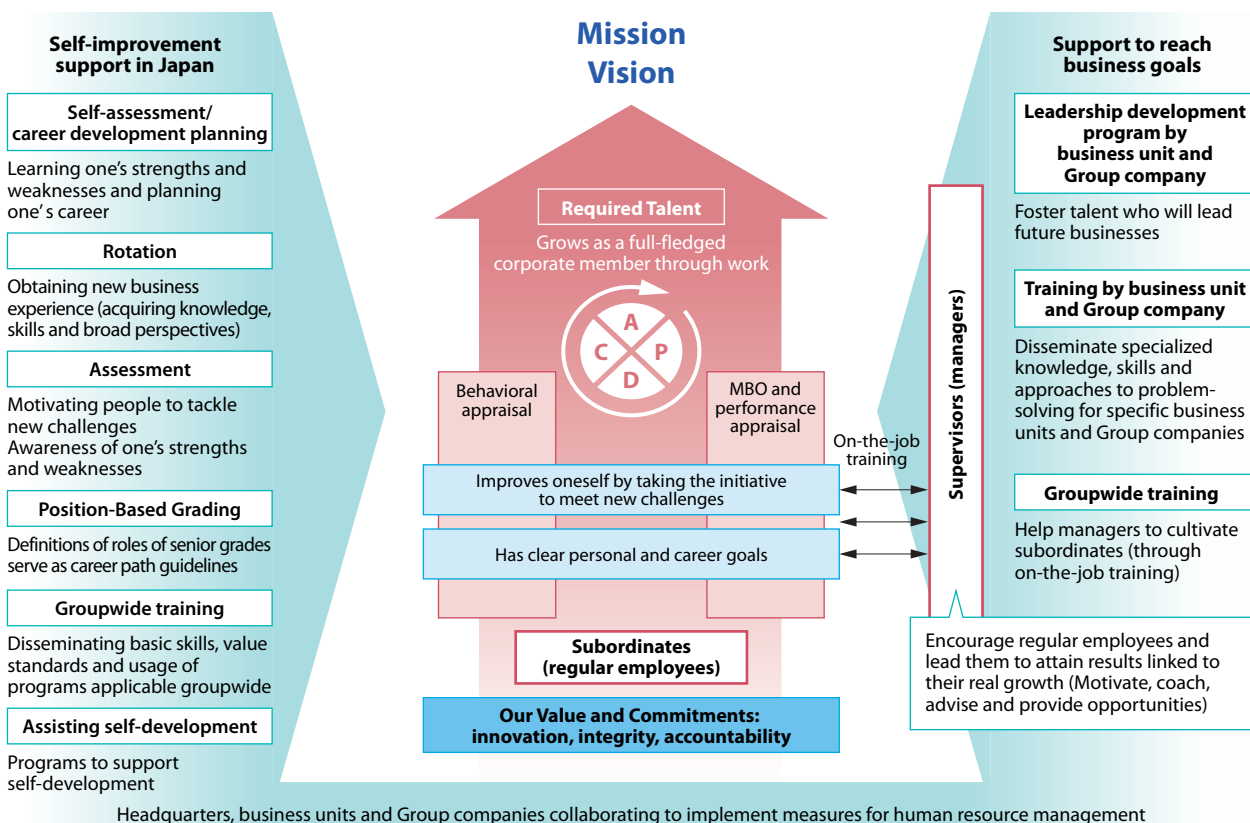 Self-improvement
support in Japan
Self-assessment/
career development planning
Learning one's strengths and
weaknesses and planning
one's career
Rotation
Obtaining new business
experience (acquiring knowledge,
skills and broad perspectives)
Assessment
Motivating people to tackle
new challenges
Awareness of one's strengths
and weaknesses
Position-Based Grading
Definitions of roles of senior grades
serve as career path guidelines
Groupwide training
Disseminating basic skills, value
standards and usage of
programs applicable groupwide
Assisting self-development
Programs to support
self-development
Mission
Vision
Required Talent
Grows as a full-fledged
corporate member through work
A
C
P
D
Behavioral
appraisal
MBO and
performance
appraisal
On-the-job
training
Improves oneself by taking the initiative
to meet new challenges
Has clear personal and career goals
Subordinates
(regular employees)
Our Value and Commitments:
innovation, integrity, accountability
Supervisors (managers)
Support to reach
business goals
Leadership development
program by
business unit and
Group company
Foster talent who will lead
future businesses
Training by business unit
and Group company
Disseminate specialized
knowledge, skills and
approaches to problem-
solving for specific business
units and Group companies
Groupwide training
Help managers to cultivate
subordinates (through
on-the-job training)
Encourage regular employees and
lead them to attain results linked to
their real growth (Motivate, coach,
advise and provide opportunities)
Headquarters, business units and Group companies collaborating to implement measures for human resource management